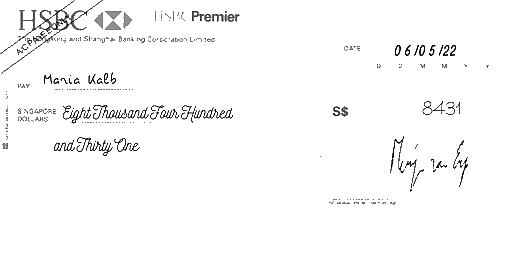 HSBC HSBC Premier
The Hongkong and Shanghai Banking Corporation Limited
A/C PAYEE ONLY
DATE 06/05/22
D D M M Y Y
PAY Maria Kalb
SINGAPORE DOLLARS Eight Thousand Four Hundred
and Thirty One
S$ 8431